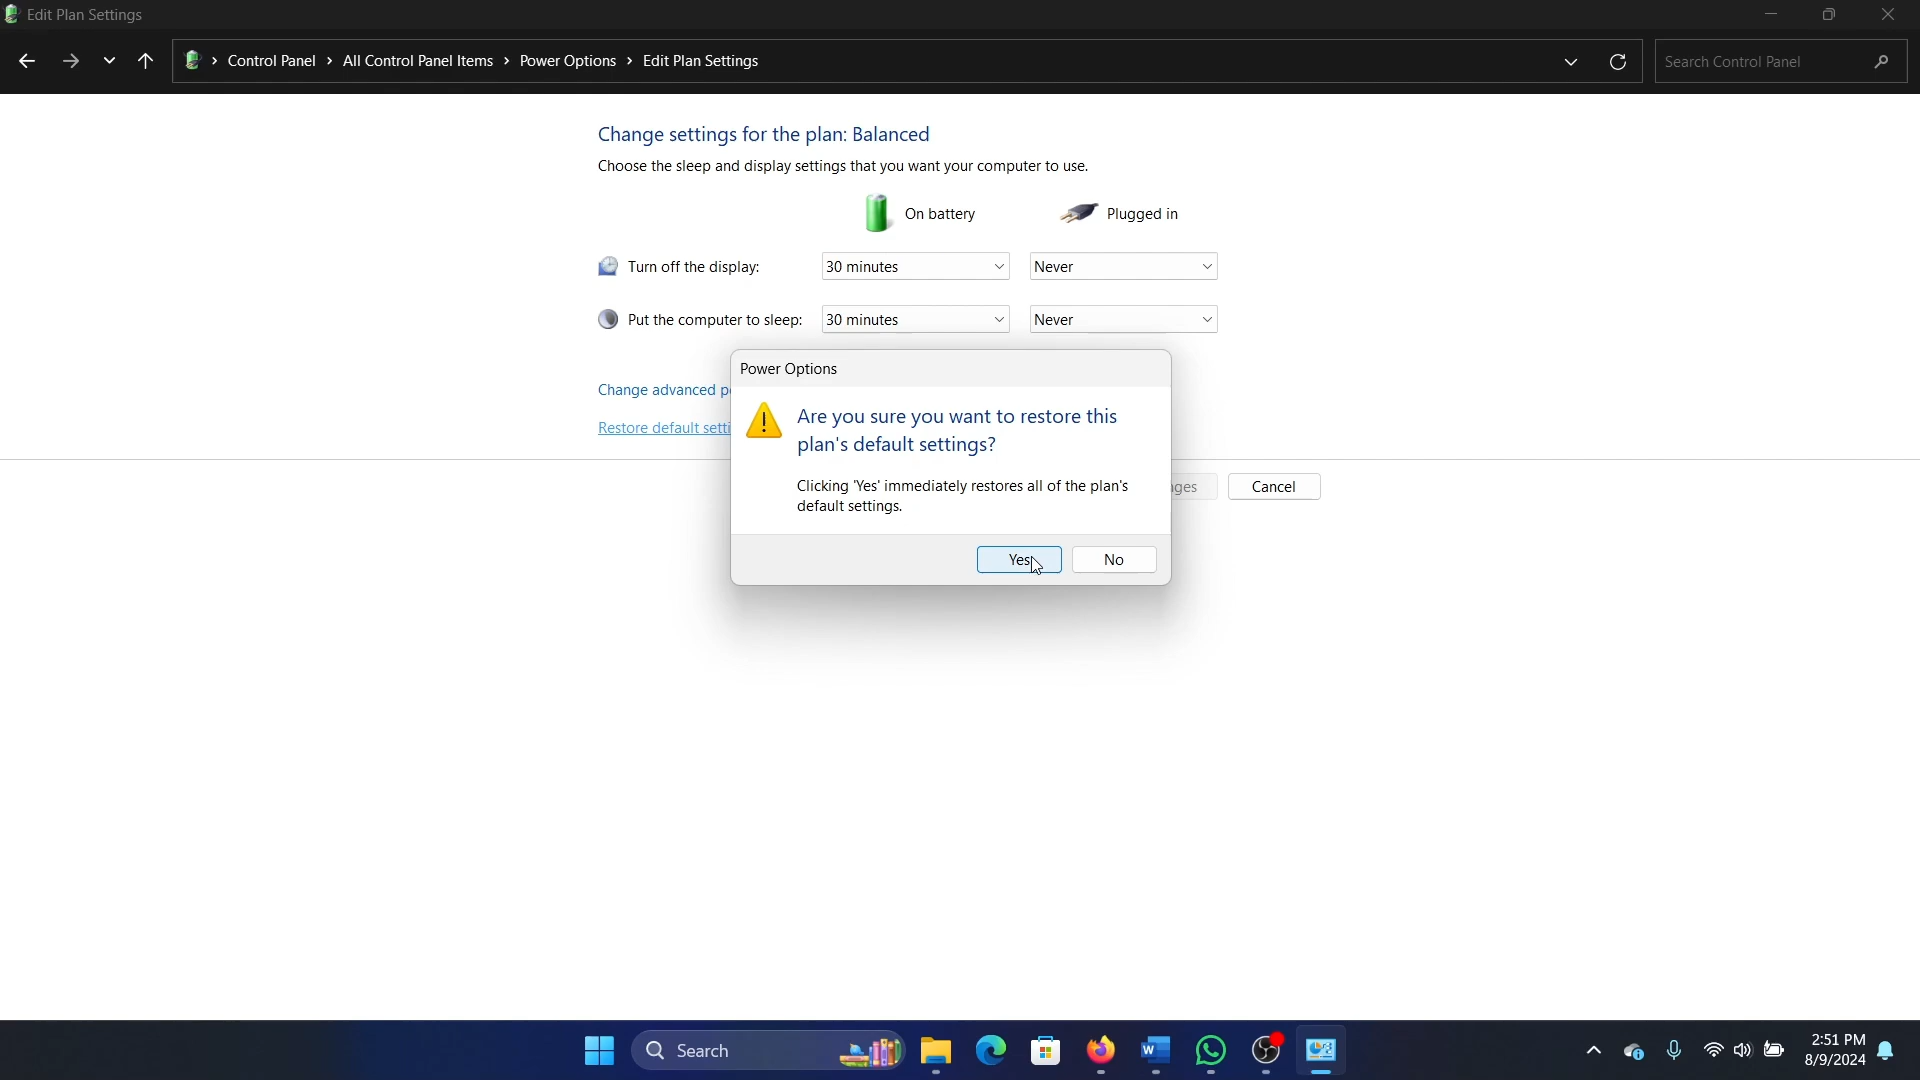 Edit Plan Settings
Control Panel > All Control Panel Items > Power Options > Edit Plan Settings
Search Control Panel
Change settings for the plan: Balanced
Choose the sleep and display settings that you want your computer to use.
On battery
Plugged in
Turn off the display:
30 minutes
Never
Put the computer to sleep:
30 minutes
Never
Change advanced
Restore default
Power Options
Are you sure you want to restore this
plan's default settings?
Clicking 'Yes' immediately restores all of the plan's
default settings.
Yes
No
Cancel
Search
2:51 PM
8/9/2024